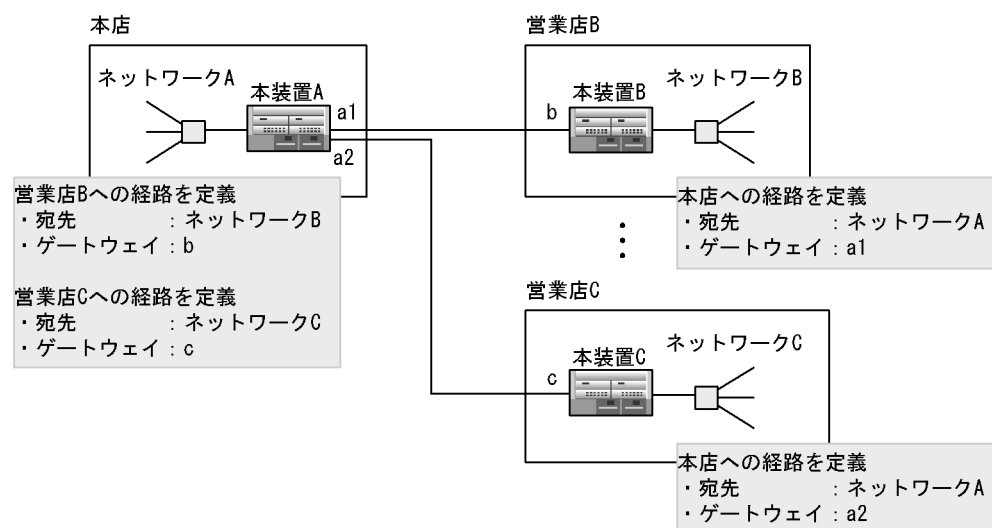 本店
ネットワークA
本装置A
a1
a2
営業店Bへの経路を定義
・宛先　　　：ネットワークB
・ゲートウェイ：b
営業店Cへの経路を定義
・宛先　　　：ネットワークC
・ゲートウェイ：c
営業店B
ネットワークB
本装置B
b
本店への経路を定義
・宛先　　　：ネットワークA
・ゲートウェイ：a1
営業店C
ネットワークC
本装置C
c
本店への経路を定義
・宛先　　　：ネットワークA
・ゲートウェイ：a2